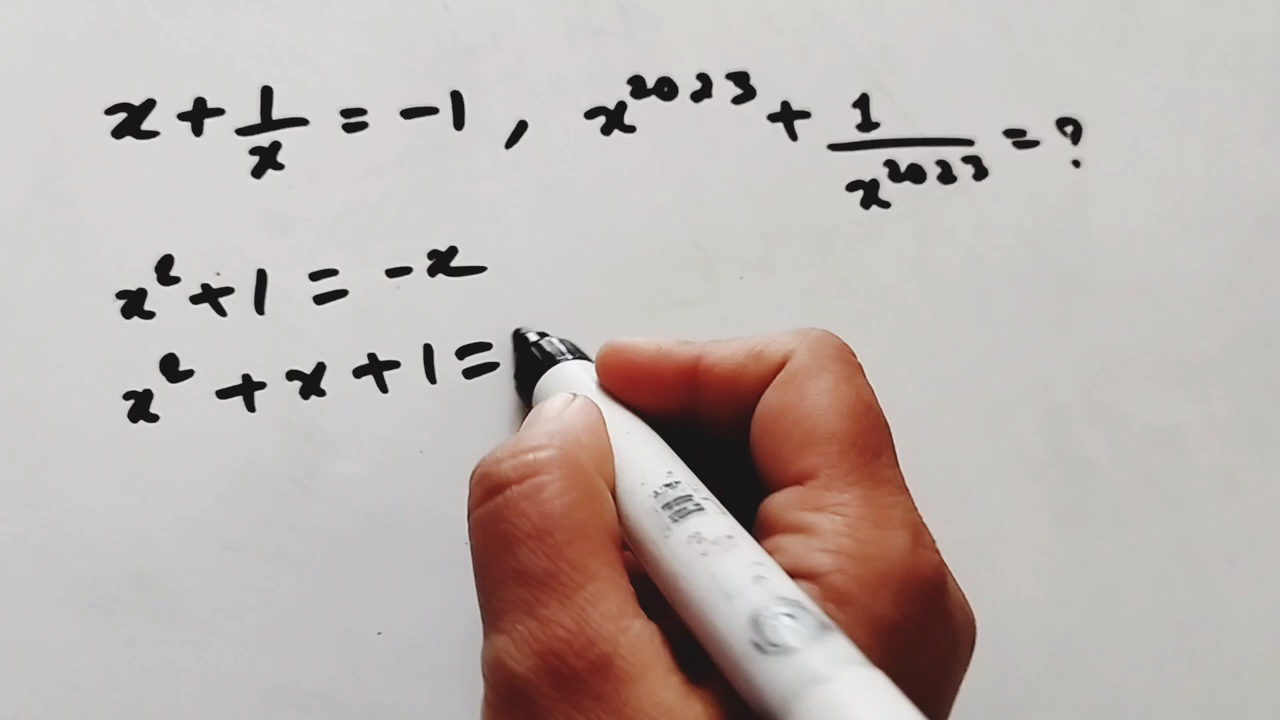 x + 1/x = -1 , x^2023 + 1/x^2023 = ?
x^2 + 1 = -x
x^2 + x + 1 =